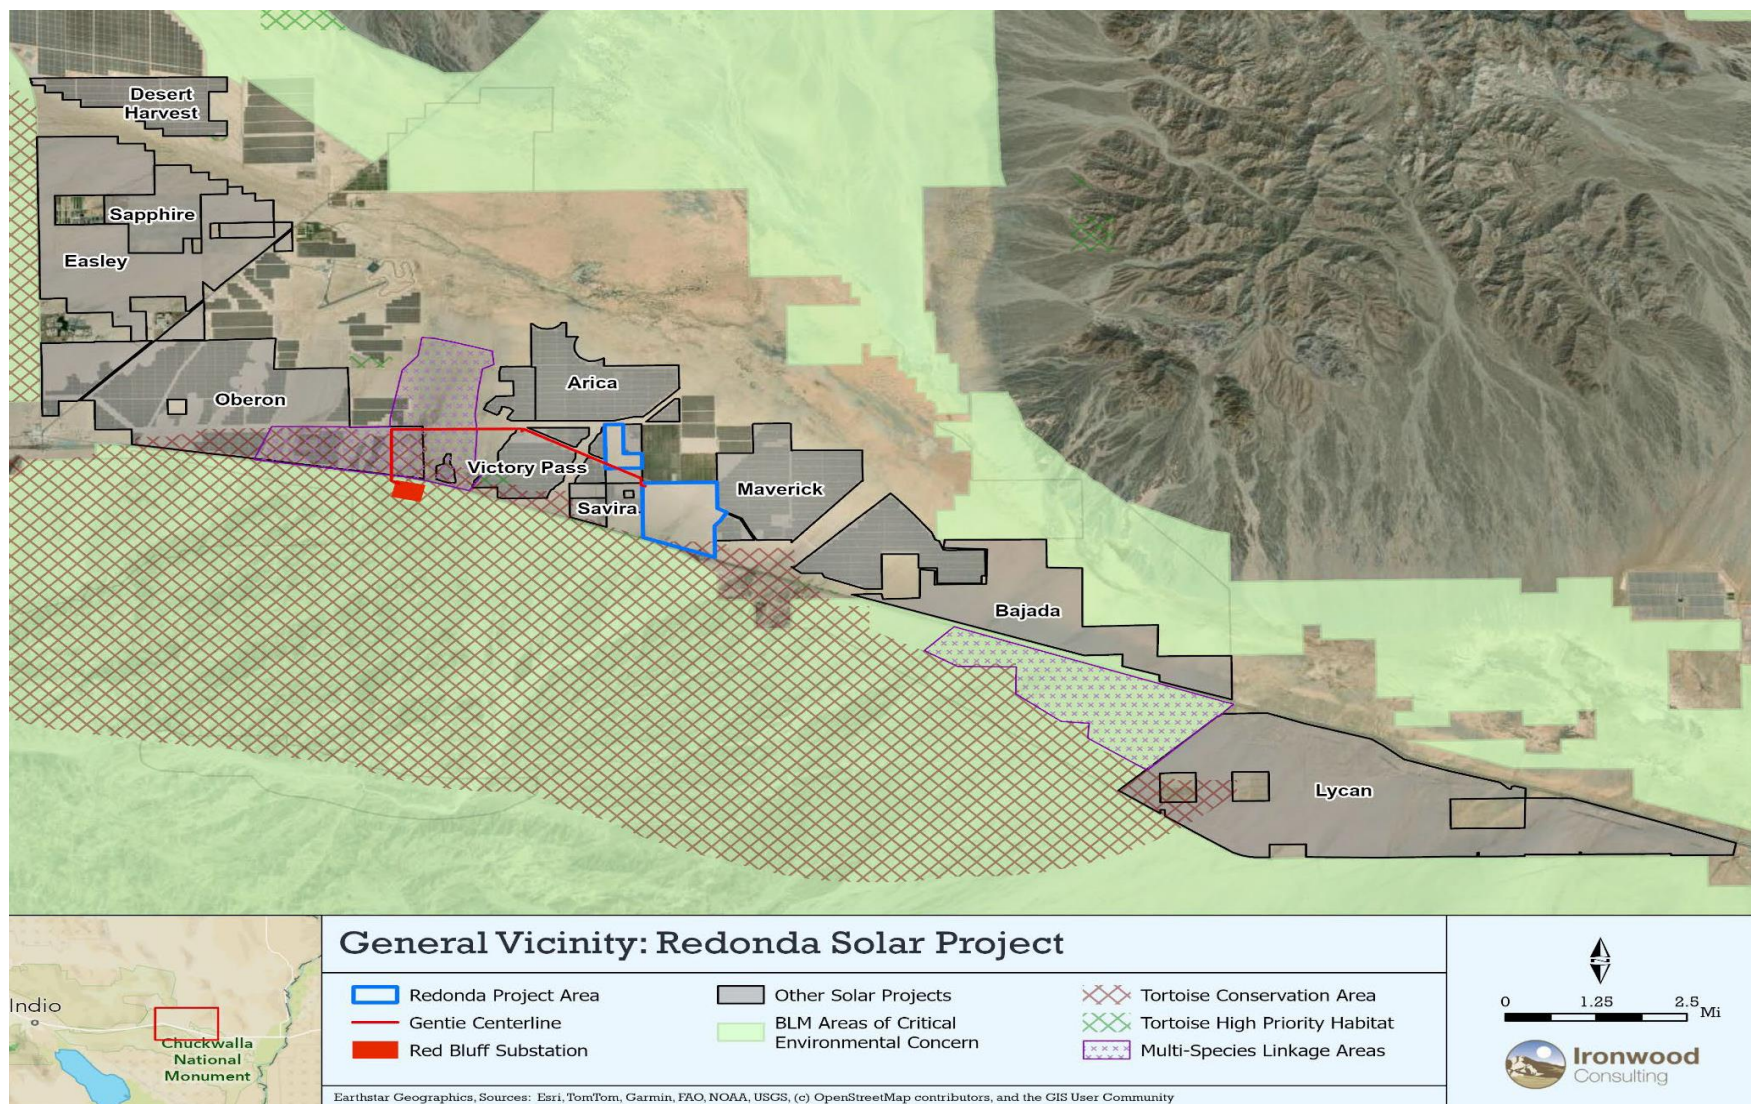 Desert
Harvest
Sapphire
Easley
Oberon
Arica
Victory Pass
Savira
Maverick
Bajada
Lycan
Indio
Chuckwalla
National
Monument
General Vicinity: Redonda Solar Project
Redonda Project Area
Gentie Centerline
Red Bluff Substation
Other Solar Projects
BLM Areas of Critical
Environmental Concern
Tortoise Conservation Area
Tortoise High Priority Habitat
Multi-Species Linkage Areas
0 1.25 2.5 Mi
Ironwood
Consulting
Earthstar Geographics, Sources: Esri, TomTom, Garmin, FAO, NOAA, USGS, (c) OpenStreetMap contributors, and the GIS User Community